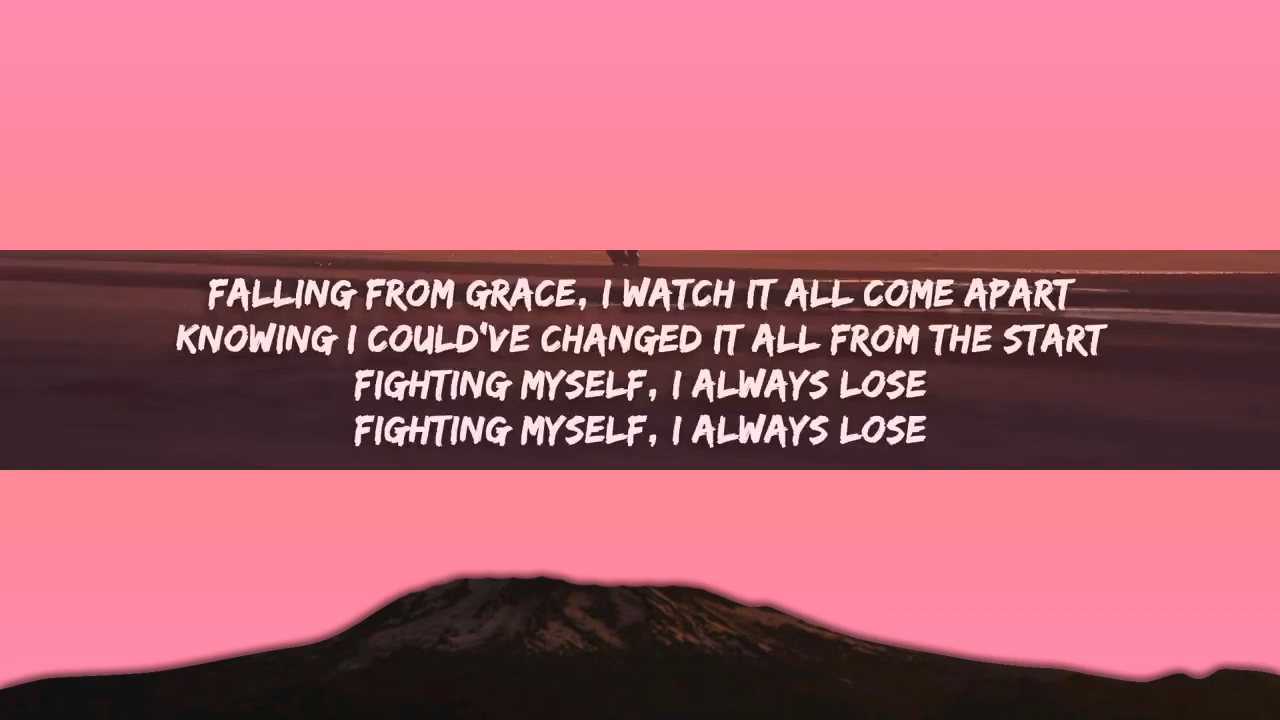 FALLING FROM GRACE, I WATCH IT ALL COME APART
KNOWING I COULD'VE CHANGED IT ALL FROM THE START
FIGHTING MYSELF, I ALWAYS LOSE
FIGHTING MYSELF, I ALWAYS LOSE